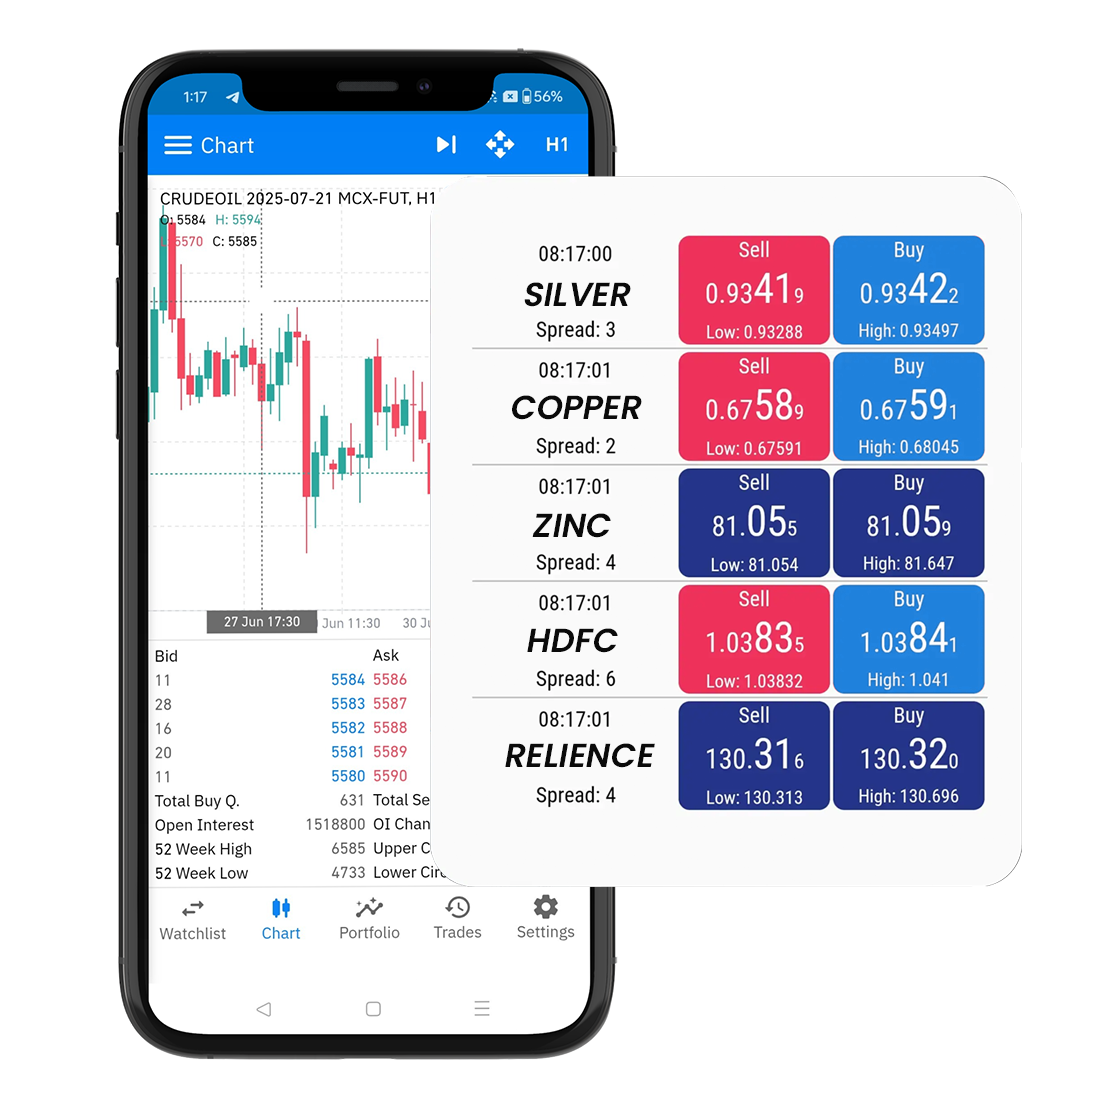 1:17 56%
Chart H1
CRUDEOIL 2025-07-21 MCX-FUT, H1
O: 5584 H: 5594
5570 C: 5585
27 Jun 17:30 Jun 11:30 30
Bid Ask
11 5584 5586
28 5583 5587
16 5582 5588
20 5581 5589
11 5580 5590
Total Buy Q. 631 Total Se
Open Interest 1518800 OI Chan
52 Week High 6585 Upper C
52 Week Low 4733 Lower Circ
Watchlist Chart Portfolio Trades Settings
08:17:00
SILVER
Spread: 3
Sell
0.93419
Low: 0.93288
Buy
0.93422
High: 0.93497
08:17:01
COPPER
Spread: 2
Sell
0.67589
Low: 0.67591
Buy
0.67591
High: 0.68045
08:17:01
ZINC
Spread: 4
Sell
81.055
Low: 81.054
Buy
81.059
High: 81.647
08:17:01
HDFC
Spread: 6
Sell
1.03835
Low: 1.03832
Buy
1.03841
High: 1.041
08:17:01
RELIENCE
Spread: 4
Sell
130.316
Low: 130.313
Buy
130.320
High: 130.696